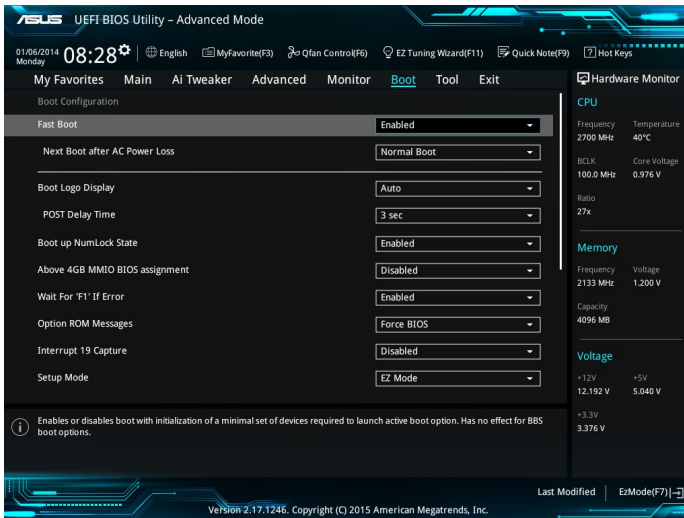 ASUS UEFI BIOS Utility – Advanced Mode
01/06/2014 Monday 08:28 English MyFavorite(F3) Qfan Control(F6) EZ Tuning Wizard(F11) Quick Note(F9) ? Hot Keys
My Favorites Main Ai Tweaker Advanced Monitor Boot Tool Exit
Boot Configuration
Fast Boot Enabled
Next Boot after AC Power Loss Normal Boot
Boot Logo Display Auto
POST Delay Time 3 sec
Boot up NumLock State Enabled
Above 4GB MMIO BIOS assignment Disabled
Wait For 'F1' If Error Enabled
Option ROM Messages Force BIOS
Interrupt 19 Capture Disabled
Setup Mode EZ Mode
Enables or disables boot with initialization of a minimal set of devices required to launch active boot option. Has no effect for BBS
boot options.
Hardware Monitor
CPU
Frequency Temperature
2700 MHz 40°C
BCLK Core Voltage
100.0 MHz 0.976 V
Ratio
27x
Memory
Frequency Voltage
2133 MHz 1.200 V
Capacity
4096 MB
Voltage
+12V +5V
12.192 V 5.040 V
+3.3V
3.376 V
Last Modified EzMode(F7)
Version 2.17.1246. Copyright (C) 2015 American Megatrends, Inc.